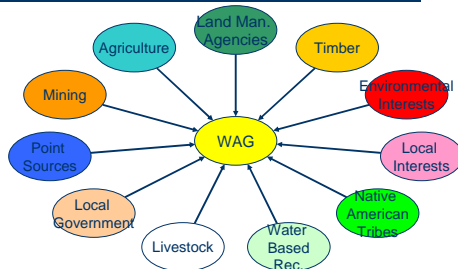 Land Man.
Agencies
Agriculture
Timber
Mining
Environmental
Interests
WAG
Point
Sources
Local
Interests
Local
Government
Native
American
Tribes
Livestock
Water
Based
Rec.